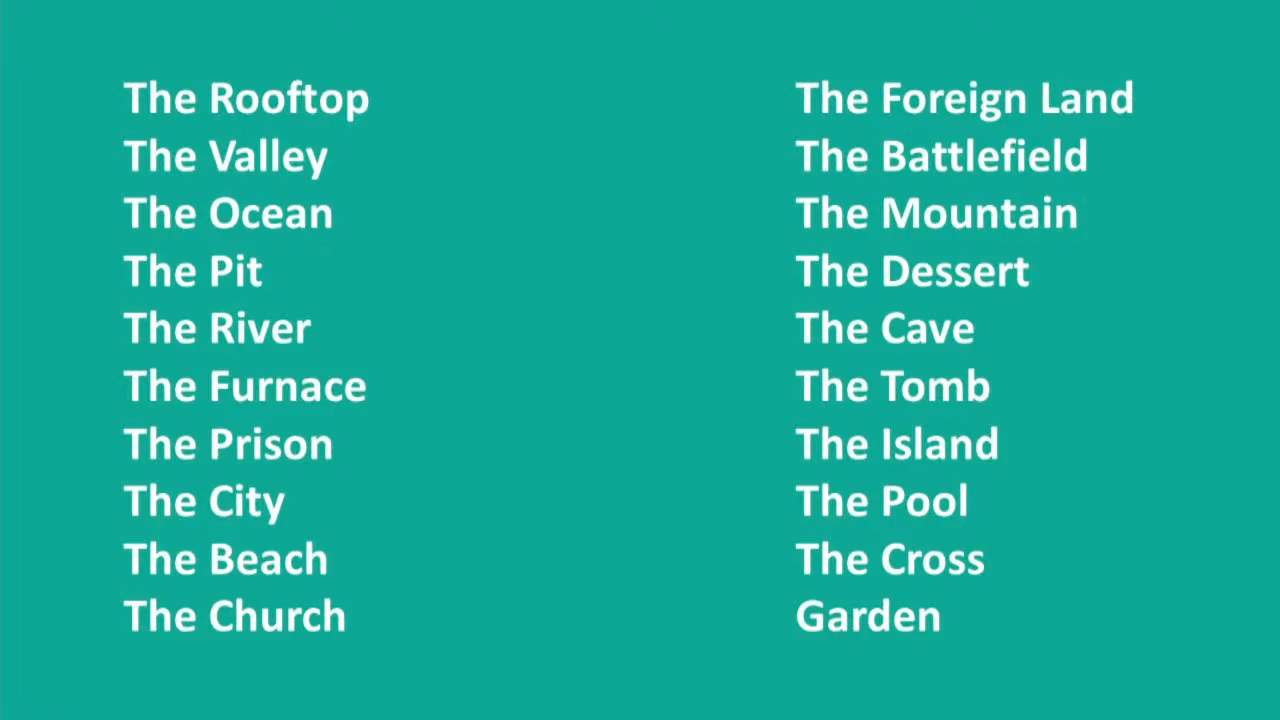 The Rooftop
The Valley
The Ocean
The Pit
The River
The Furnace
The Prison
The City
The Beach
The Church
The Foreign Land
The Battlefield
The Mountain
The Dessert
The Cave
The Tomb
The Island
The Pool
The Cross
Garden